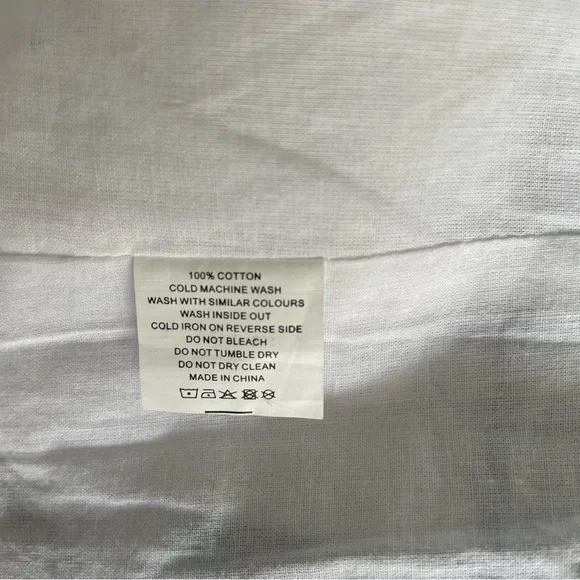 100% COTTON
COLD MACHINE WASH
WASH WITH SIMILAR COLOURS
WASH INSIDE OUT
COLD IRON ON REVERSE SIDE
DO NOT BLEACH
DO NOT TUMBLE DRY
DO NOT DRY CLEAN
MADE IN CHINA